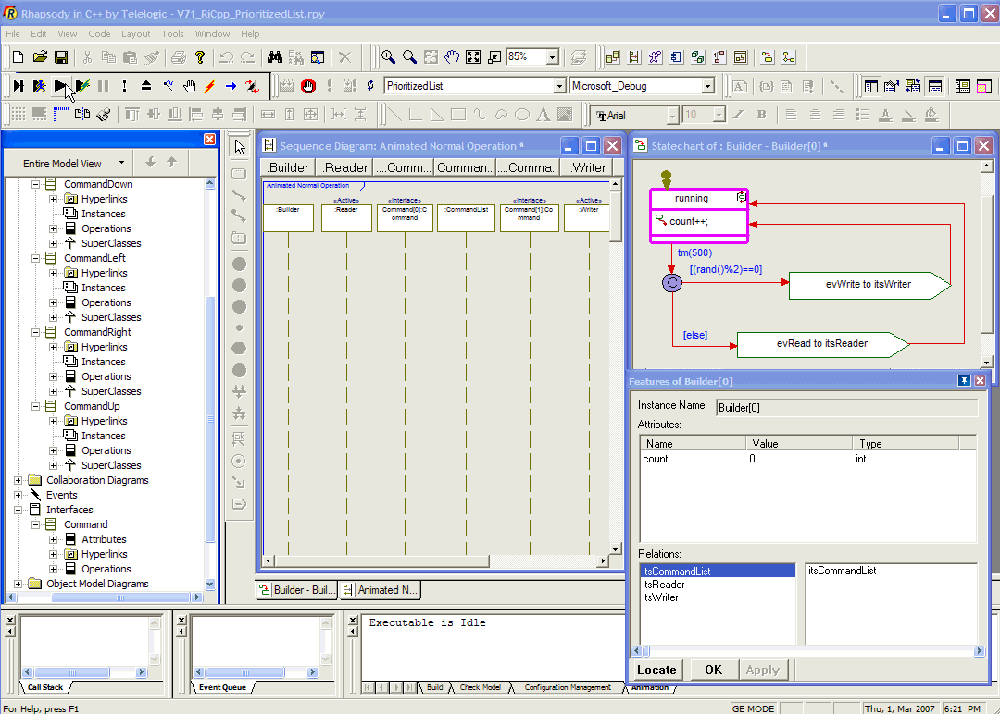 Rhapsody in C++ by Telelogic - V71_RiCpp_PrioritizedList.rpy
File Edit View Code Layout Tools Window Help
85%
PrioritizedList
Microsoft_Debug
Arial
10
Entire Model View
CommandDown
Hyperlinks
Instances
Operations
SuperClasses
CommandLeft
Hyperlinks
Instances
Operations
SuperClasses
CommandRight
Hyperlinks
Instances
Operations
SuperClasses
CommandUp
Hyperlinks
Instances
Operations
SuperClasses
Collaboration Diagrams
Events
Interfaces
Command
Attributes
Hyperlinks
Operations
Object Model Diagrams
Sequence Diagram: Animated Normal Operation *
:Builder :Reader ...:Comm... Comman... ...:Comma... :Writer
Animated Normal Operation
:Builder
«Active»
:Reader
«Interface»
Command[0]:Command
:CommandList
«Interface»
Command[1]:Command
«Active»
:Writer
Statechart of : Builder - Builder[0] *
running
count++;
tm(500)
[(rand()%2)==0]
C
evWrite to itsWriter
[else]
evRead to itsReader
Features of Builder[0]
Instance Name: Builder[0]
Attributes:
Name Value Type
count 0 int
Relations:
itsCommandList
itsReader
itsWriter
itsCommandList
Locate OK Apply
Builder - Buil... Animated N...
Executable is Idle
Call Stack
Event Queue
Build Check Model Configuration Management Animation
For Help, press F1
GE MODE
Thu, 1, Mar 2007 6:21 PM